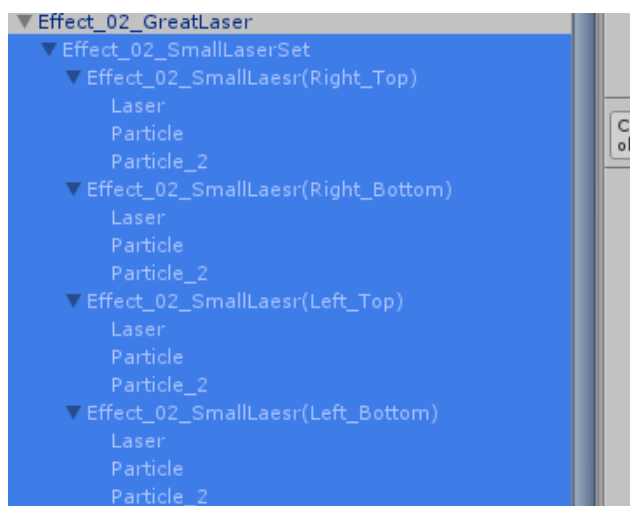 Effect_02_GreatLaser
Effect_02_SmallLaserSet
Effect_02_SmallLaesr(Right_Top)
Laser
Particle
Particle_2
Effect_02_SmallLaesr(Right_Bottom)
Laser
Particle
Particle_2
Effect_02_SmallLaesr(Left_Top)
Laser
Particle
Particle_2
Effect_02_SmallLaesr(Left_Bottom)
Laser
Particle
Particle_2